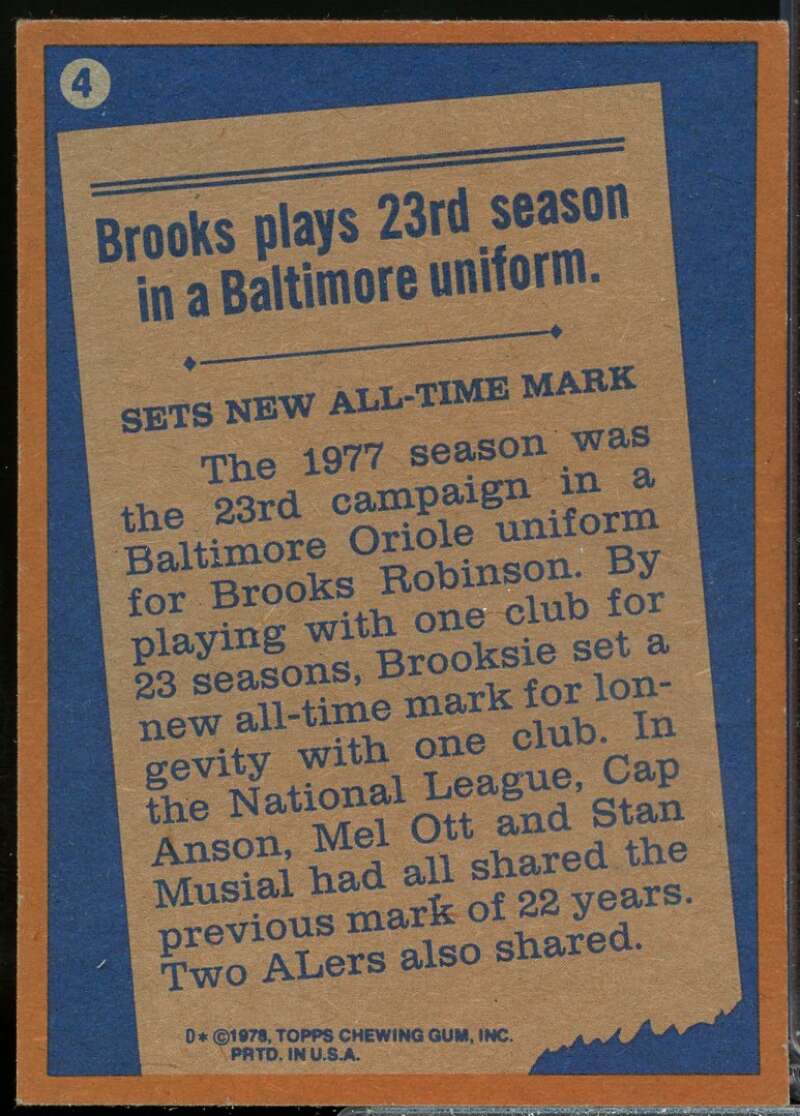 4
Brooks plays 23rd season
in a Baltimore uniform.
SETS NEW ALL-TIME MARK
The 1977 season was
the 23rd campaign in a
Baltimore Oriole uniform
for Brooks Robinson. By
playing with one club for
23 seasons, Brooksie set a
new all-time mark for lon-
gevity with one club. In
the National League, Cap
Anson, Mel Ott and Stan
Musial had all shared the
previous mark of 22 years.
Two ALers also shared.
D* ©1978, TOPPS CHEWING GUM, INC.
PRTD. IN U.S.A.